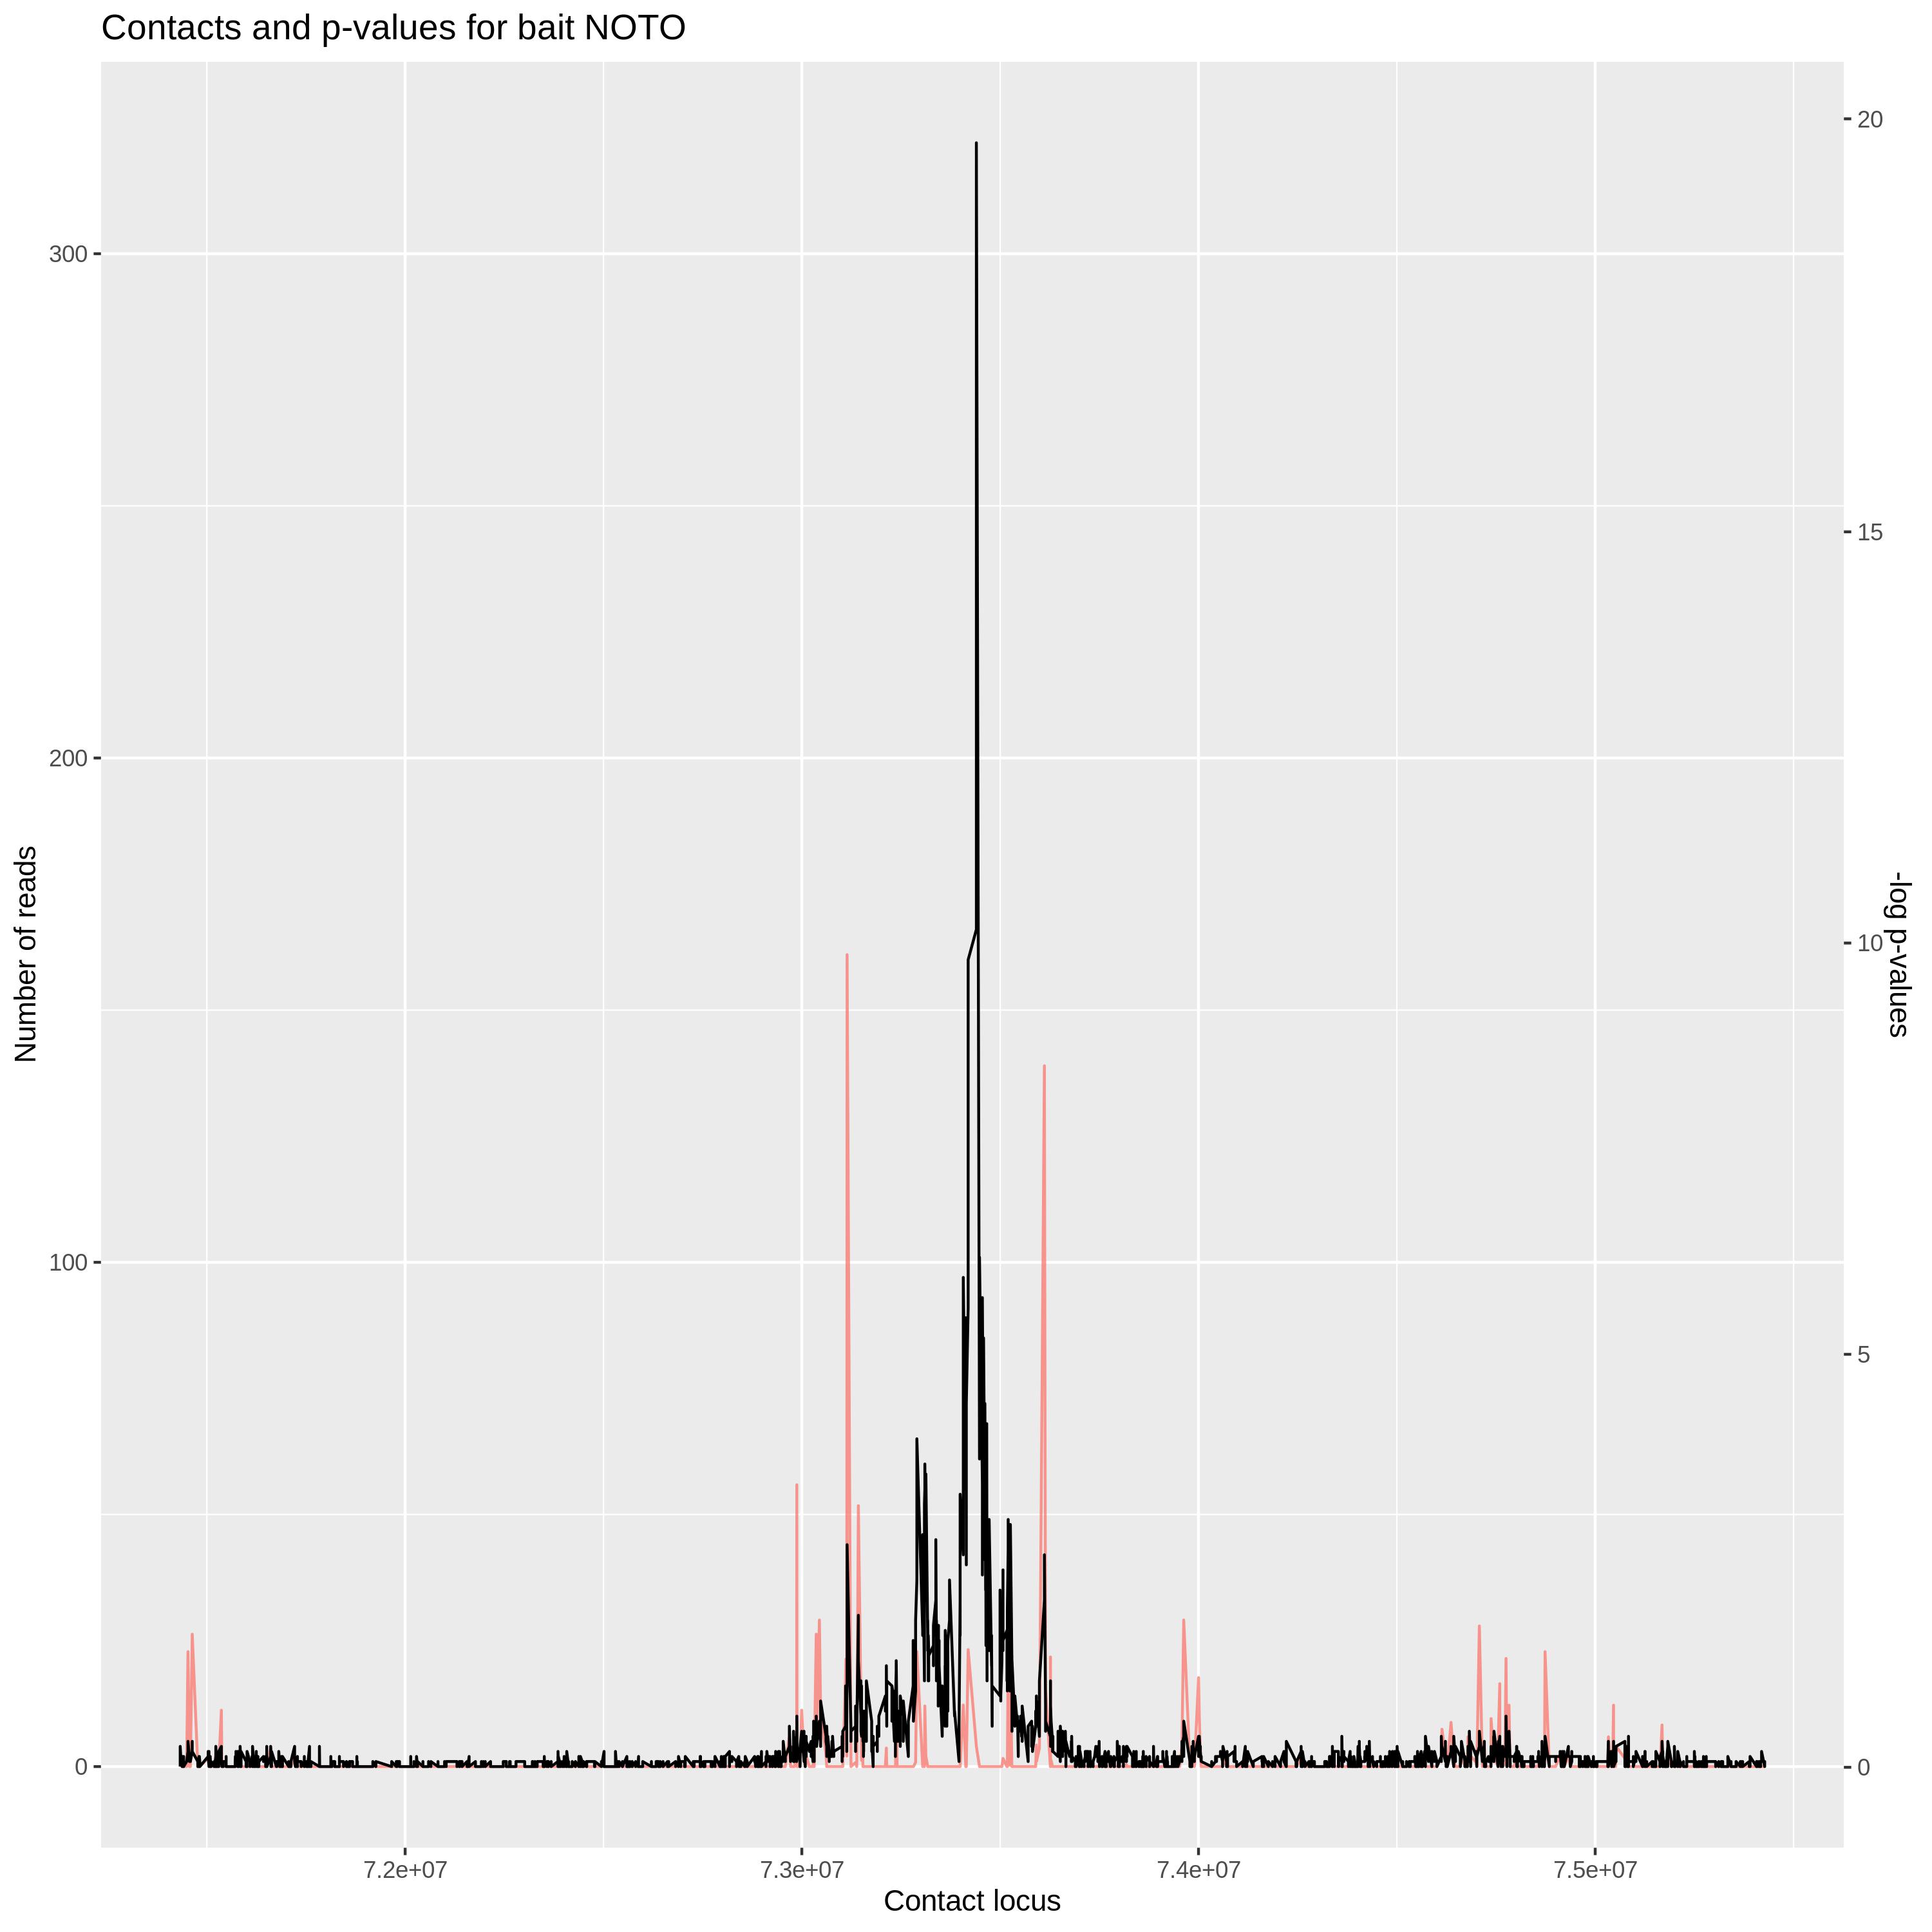 Contacts and p-values for bait NOTO
Number of reads
300
200
100
0
20
15
10
5
0
-log p-values
7.2e+07
7.3e+07
7.4e+07
7.5e+07
Contact locus